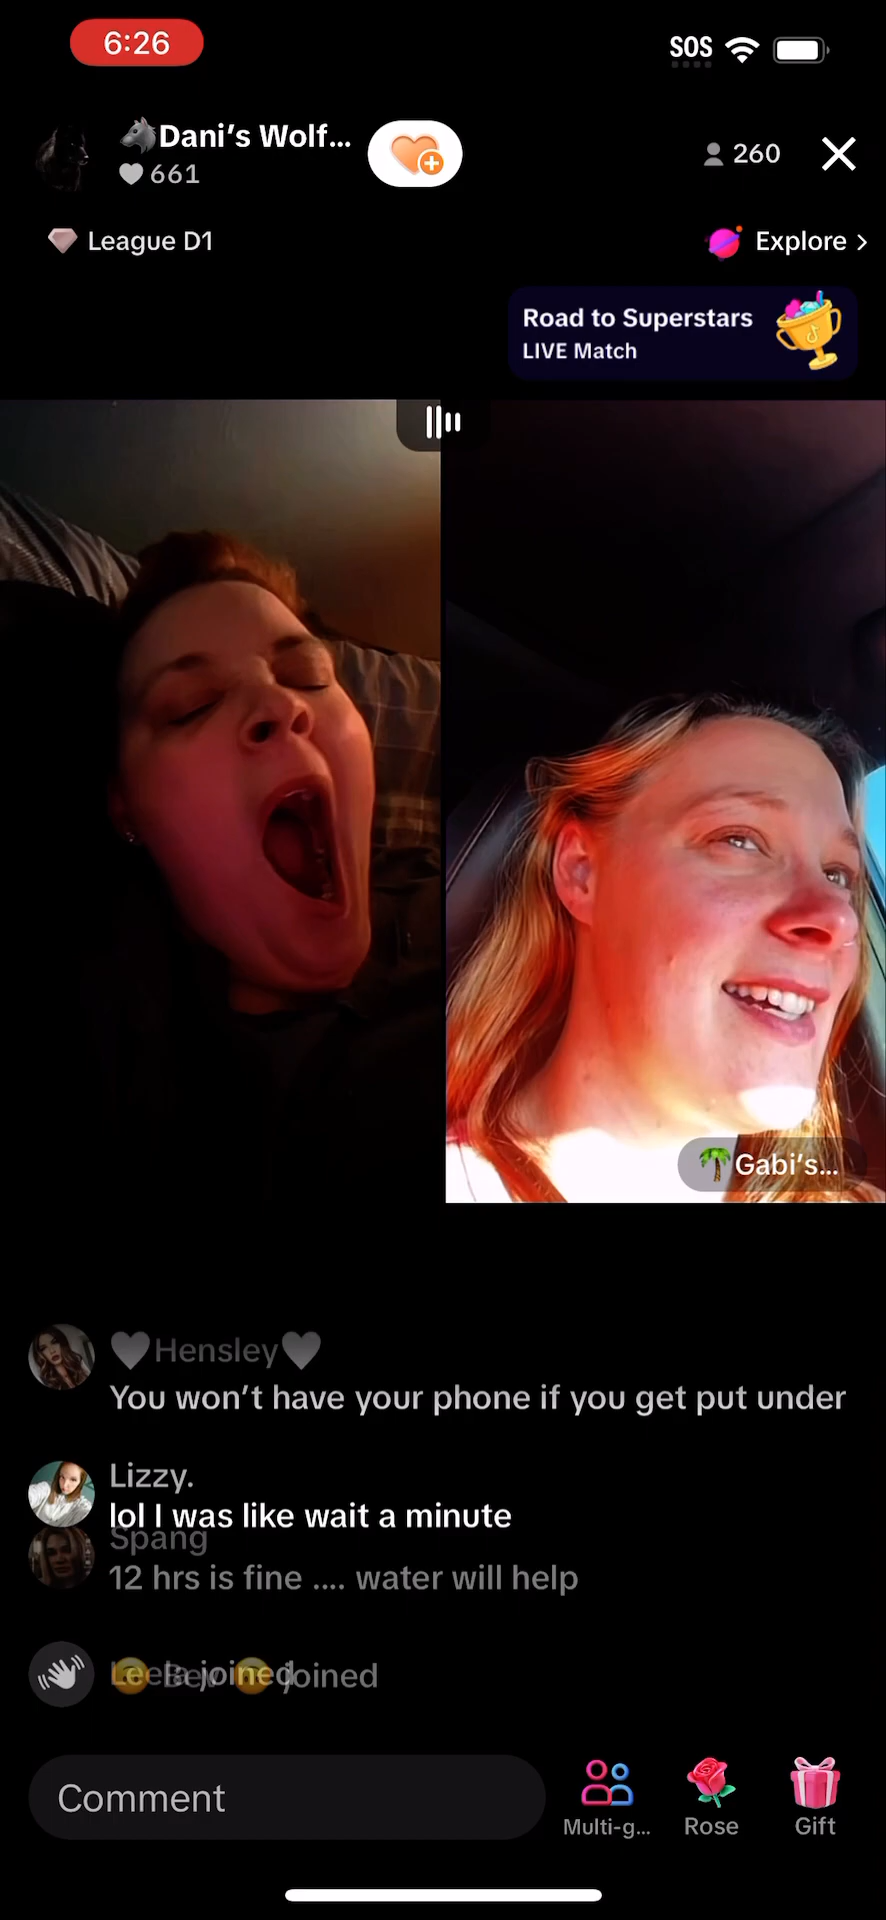 6:26
SOS
🐺Dani's Wolf...
661
260
League D1
Explore >
Road to Superstars
LIVE Match
🌴Gabi's...
🖤Hensley🖤
You won't have your phone if you get put under
Lizzy.
lol I was like wait a minute
Spang
12 hrs is fine .... water will help
joined
joined
Comment
Multi-g...
Rose
Gift